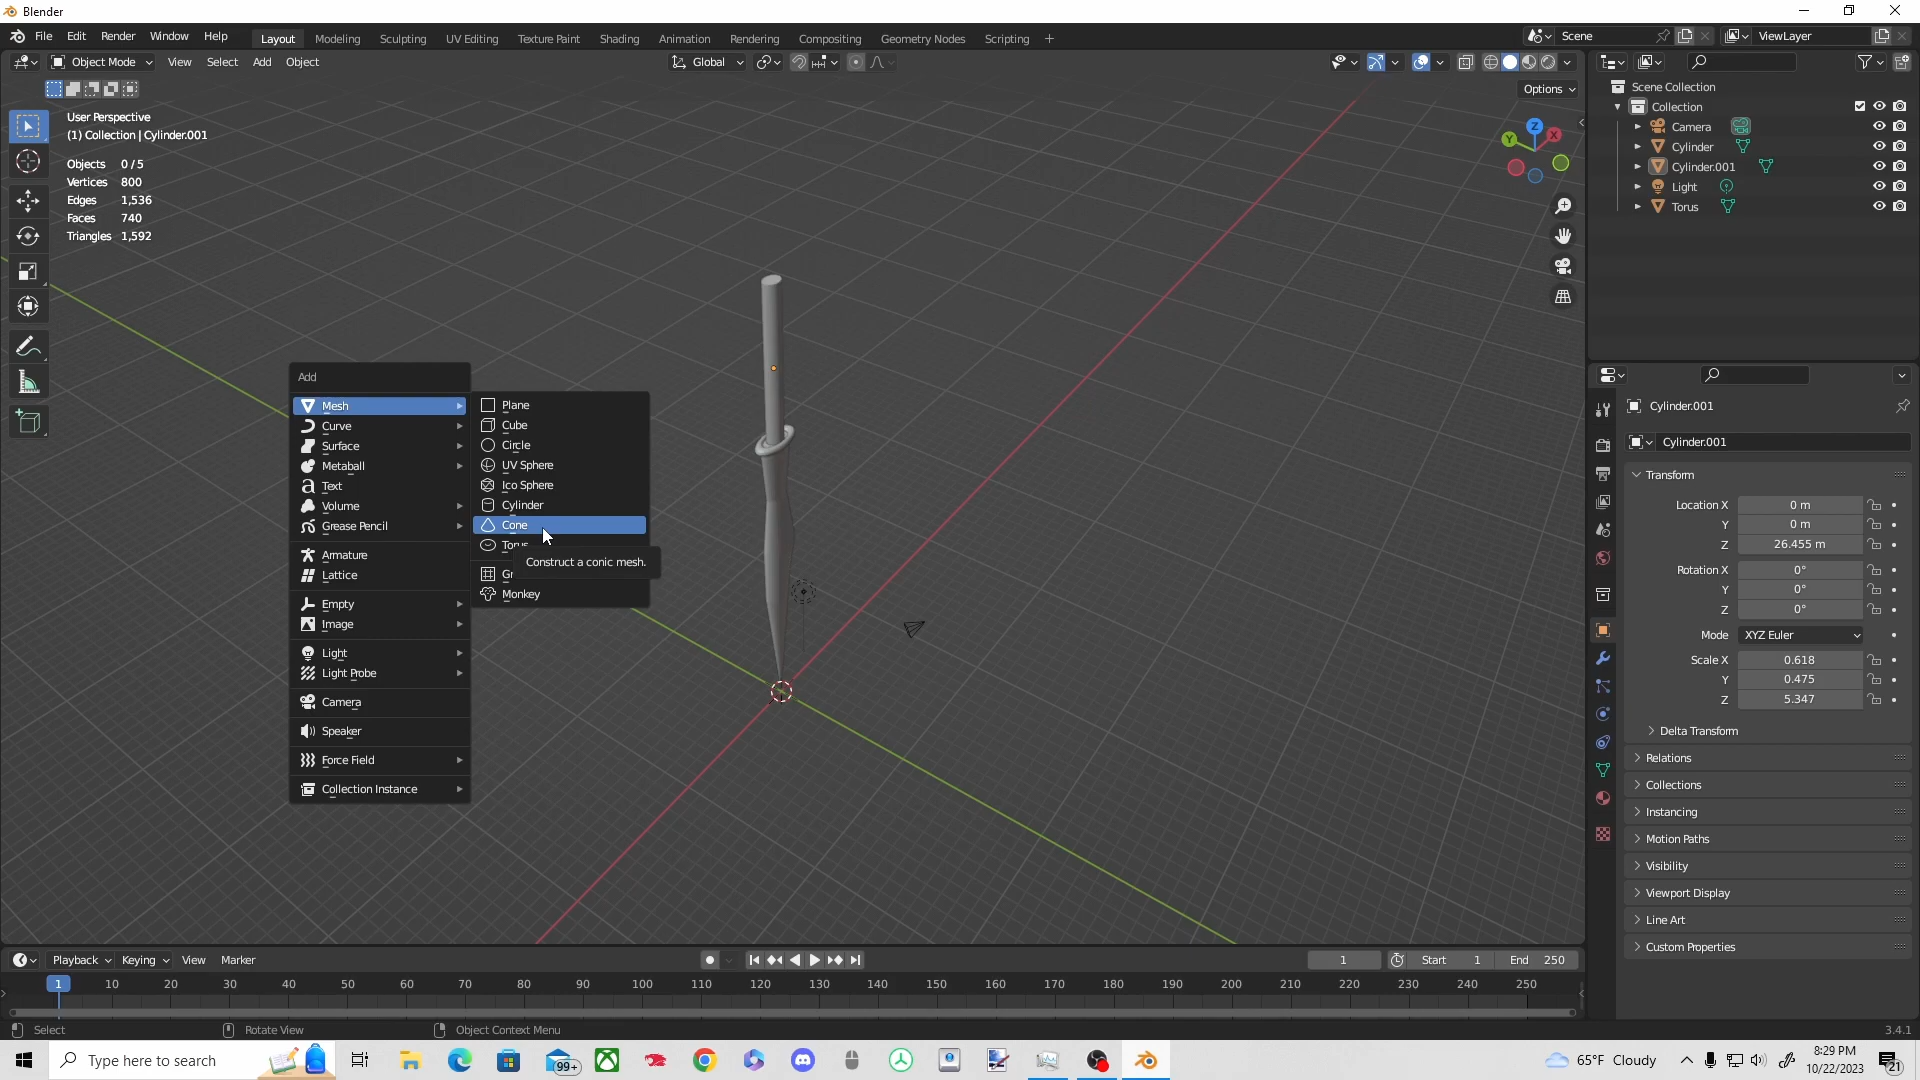 Blender
File Edit Render Window Help Layout Modeling Sculpting UV Editing Texture Paint Shading Animation Rendering Compositing Geometry Nodes Scripting + Scene ViewLayer
Object Mode View Select Add Object Global
Options
User Perspective
(1) Collection | Cylinder.001
Objects 0/5
Vertices 800
Edges 1,536
Faces 740
Triangles 1,592
Z
X
Y
Add
Mesh
Curve
Surface
Metaball
Text
Volume
Grease Pencil
Armature
Lattice
Empty
Image
Light
Light Probe
Camera
Speaker
Force Field
Collection Instance
Plane
Cube
Circle
UV Sphere
Ico Sphere
Cylinder
Cone
Torus
Construct a conic mesh.
Gr
Monkey
Scene Collection
Collection
Camera
Cylinder
Cylinder.001
Light
Torus
Cylinder.001
Cylinder.001
Transform
Location X 0 m
Y 0 m
Z 26.455 m
Rotation X 0°
Y 0°
Z 0°
Mode XYZ Euler
Scale X 0.618
Y 0.475
Z 5.347
Delta Transform
Relations
Collections
Instancing
Motion Paths
Visibility
Viewport Display
Line Art
Custom Properties
Playback Keying View Marker 1 Start 1 End 250
1 10 20 30 40 50 60 70 80 90 100 110 120 130 140 150 160 170 180 190 200 210 220 230 240 250
Select Rotate View Object Context Menu 3.4.1
Type here to search 99+ 65°F Cloudy 8:29 PM
10/22/2023 21